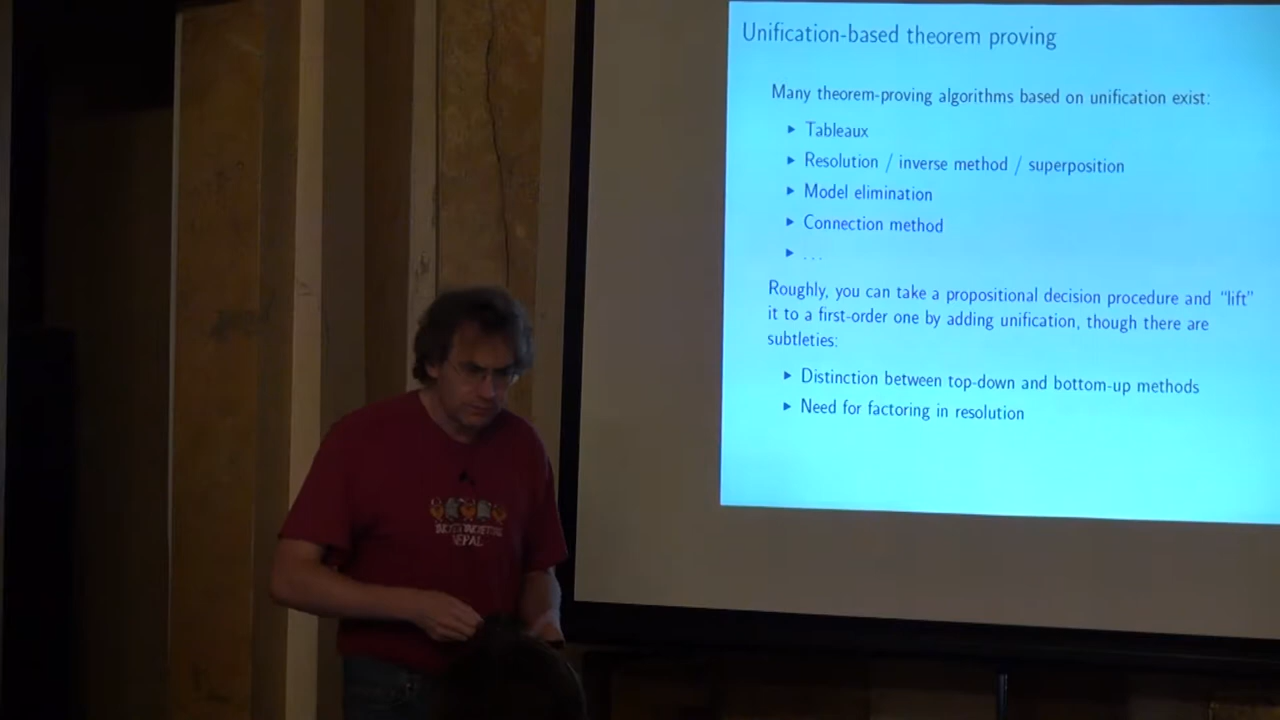 Unification-based theorem proving
Many theorem-proving algorithms based on unification exist:
▶ Tableaux
▶ Resolution / inverse method / superposition
▶ Model elimination
▶ Connection method
▶ . . .
Roughly, you can take a propositional decision procedure and “lift”
it to a first-order one by adding unification, though there are
subtleties:
▶ Distinction between top-down and bottom-up methods
▶ Need for factoring in resolution
NEPAL